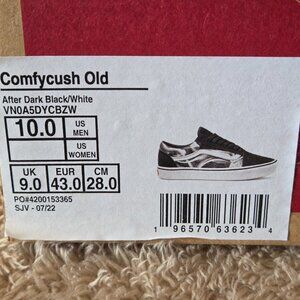 Comfycush Old
After Dark Black/White
VN0A5DYCBZW
10.0 US MEN
US WOMEN
UK EUR CM
9.0 43.0 28.0
PO#4200153365
SJV - 07/22
1 96570 63623 4